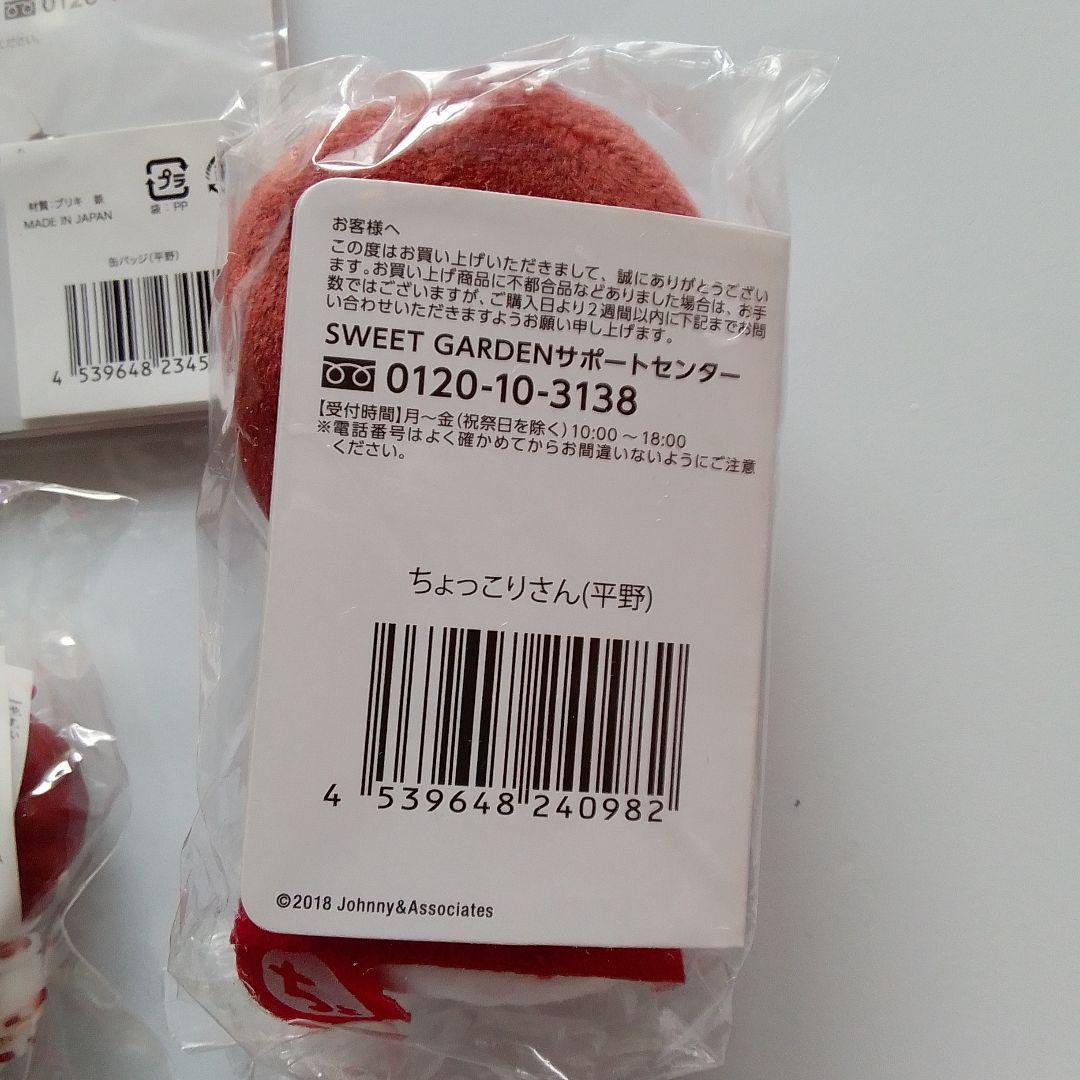 0120-
ください。
プラ
袋：PP
材質：ブリキ 鉄
MADE IN JAPAN
缶バッジ(平野)
4 539648 2345
お客様へ
この度はお買い上げいただきまして、誠にありがとうござい
ます。お買い上げ商品に不都合品などありました場合は、お手
数ではございますが、ご購入日より2週間以内に下記までお問
い合わせいただきますようお願い申し上げます。
SWEET GARDENサポートセンター
0120-10-3138
【受付時間】月～金(祝祭日を除く)10:00～18:00
※電話番号はよく確かめてからお間違いないようにご注意
ください。
ちょっこりさん(平野)
4 539648 240982
©2018 Johnny&Associates
ちょ